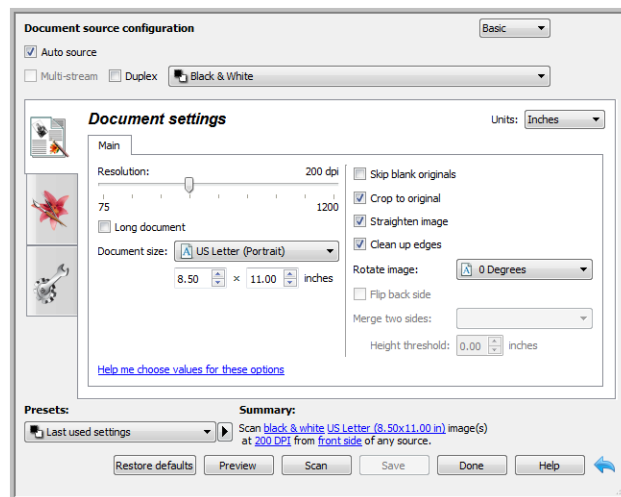 Document source configuration
Basic
Auto source
Multi-stream Duplex Black & White
Document settings
Units: Inches
Main
Resolution: 200 dpi
75 1200
Long document
Document size: US Letter (Portrait)
8.50 × 11.00 inches
Skip blank originals
Crop to original
Straighten image
Clean up edges
Rotate image: 0 Degrees
Flip back side
Merge two sides:
Height threshold: 0.00 inches
Help me choose values for these options
Presets:
Last used settings
Summary:
Scan black & white US Letter (8.50x11.00 in) image(s)
at 200 DPI from front side of any source.
Restore defaults Preview Scan Save Done Help